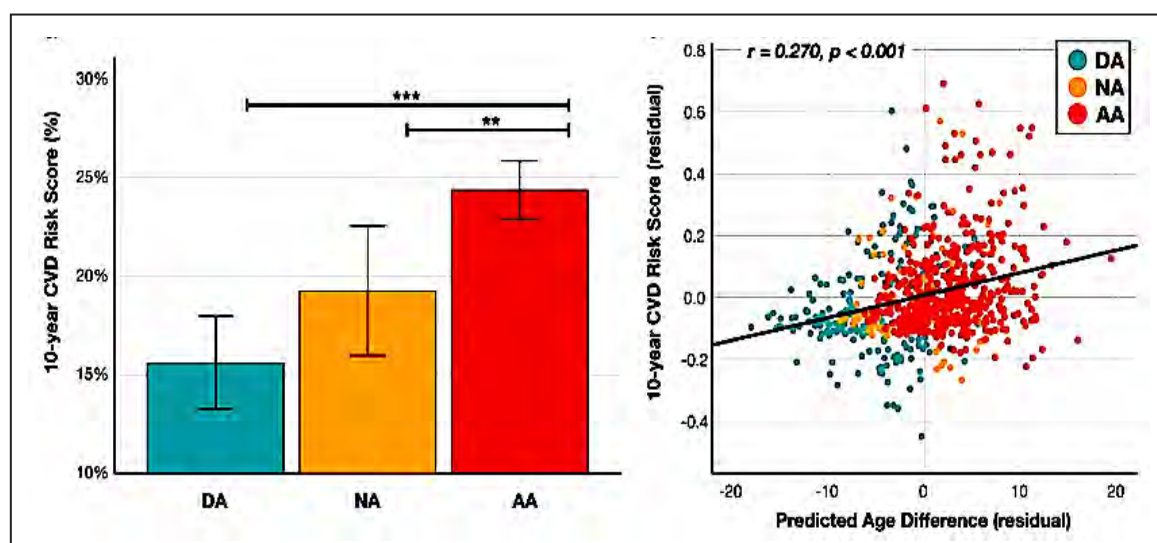 10-year CVD Risk Score (%)
30%
25%
20%
15%
10%
***
**
DA
NA
AA
r = 0.270, p < 0.001
DA
NA
AA
10-year CVD Risk Score (residual)
0.8
0.6
0.4
0.2
0.0
-0.2
-0.4
-20
-10
0
10
20
Predicted Age Difference (residual)